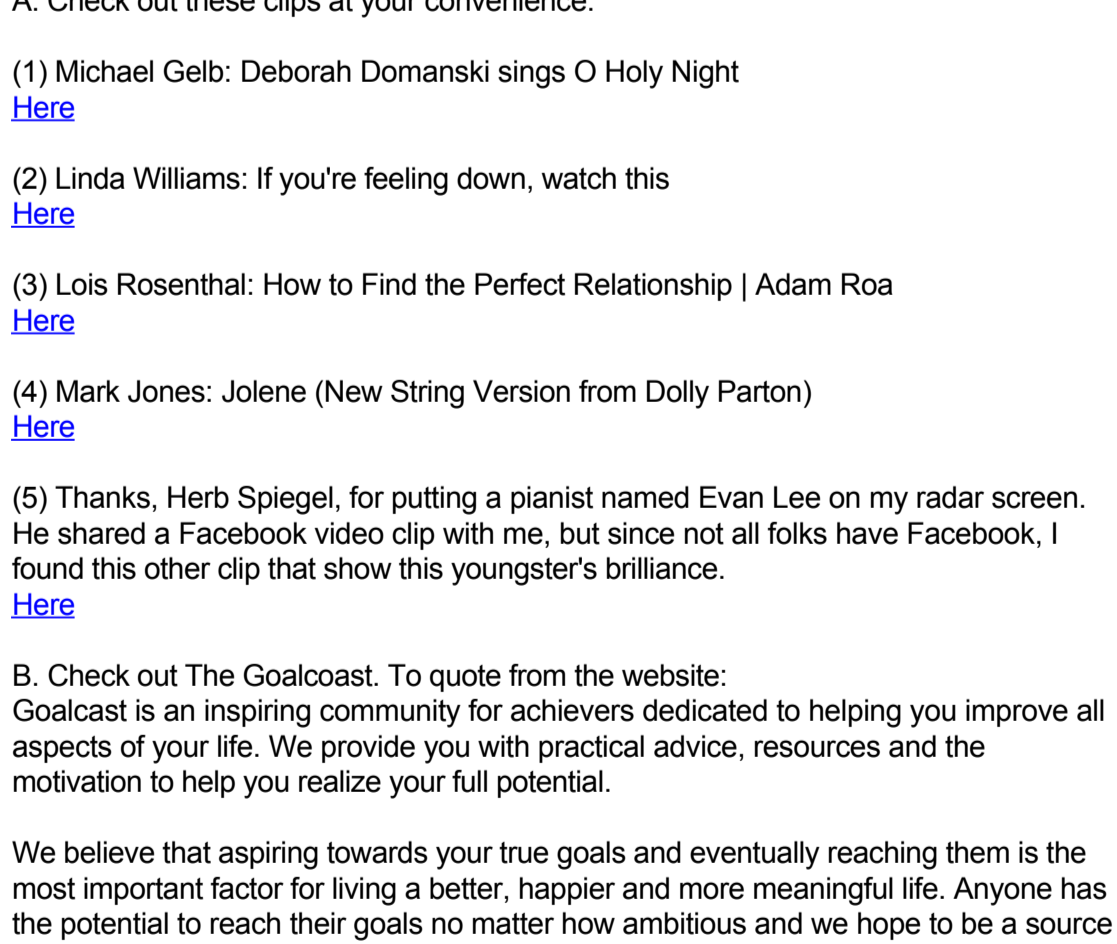 A. Check out these clips at your convenience.
(1) Michael Gelb: Deborah Domanski sings O Holy Night
Here
(2) Linda Williams: If you're feeling down, watch this
Here
(3) Lois Rosenthal: How to Find the Perfect Relationship | Adam Roa
Here
(4) Mark Jones: Jolene (New String Version from Dolly Parton)
Here
(5) Thanks, Herb Spiegel, for putting a pianist named Evan Lee on my radar screen.
He shared a Facebook video clip with me, but since not all folks have Facebook, I
found this other clip that show this youngster's brilliance.
Here
B. Check out The Goalcoast. To quote from the website:
Goalcast is an inspiring community for achievers dedicated to helping you improve all
aspects of your life. We provide you with practical advice, resources and the
motivation to help you realize your full potential.
We believe that aspiring towards your true goals and eventually reaching them is the
most important factor for living a better, happier and more meaningful life. Anyone has
the potential to reach their goals no matter how ambitious and we hope to be a source